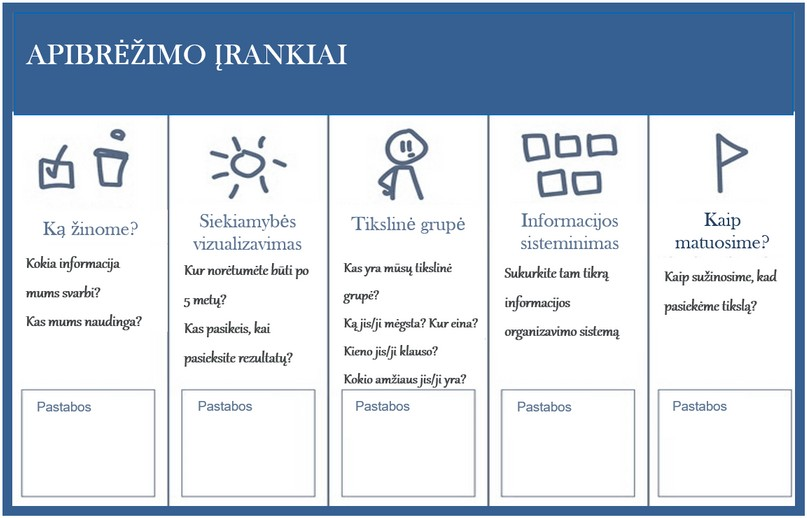 APIBRĖŽIMO ĮRANKIAI
Ką žinome?
Kokia informacija
mums svarbi?
Kas mums naudinga?
Pastabos
Siekiamybės
vizualizavimas
Kur norėtumėte būti po
5 metų?
Kas pasikeis, kai
pasieksite rezultatų?
Pastabos
Tikslinė grupė
Kas yra mūsų tikslinė
grupė?
Ką jis/ji mėgsta? Kur eina?
Kieno jis/ji klauso?
Kokio amžiaus jis/ji yra?
Pastabos
Informacijos
sisteminimas
Sukurkite tam tikrą
informacijos
organizavimo sistemą
Pastabos
Kaip
matuosime?
Kaip sužinosime, kad
pasiekėme tikslą?
Pastabos